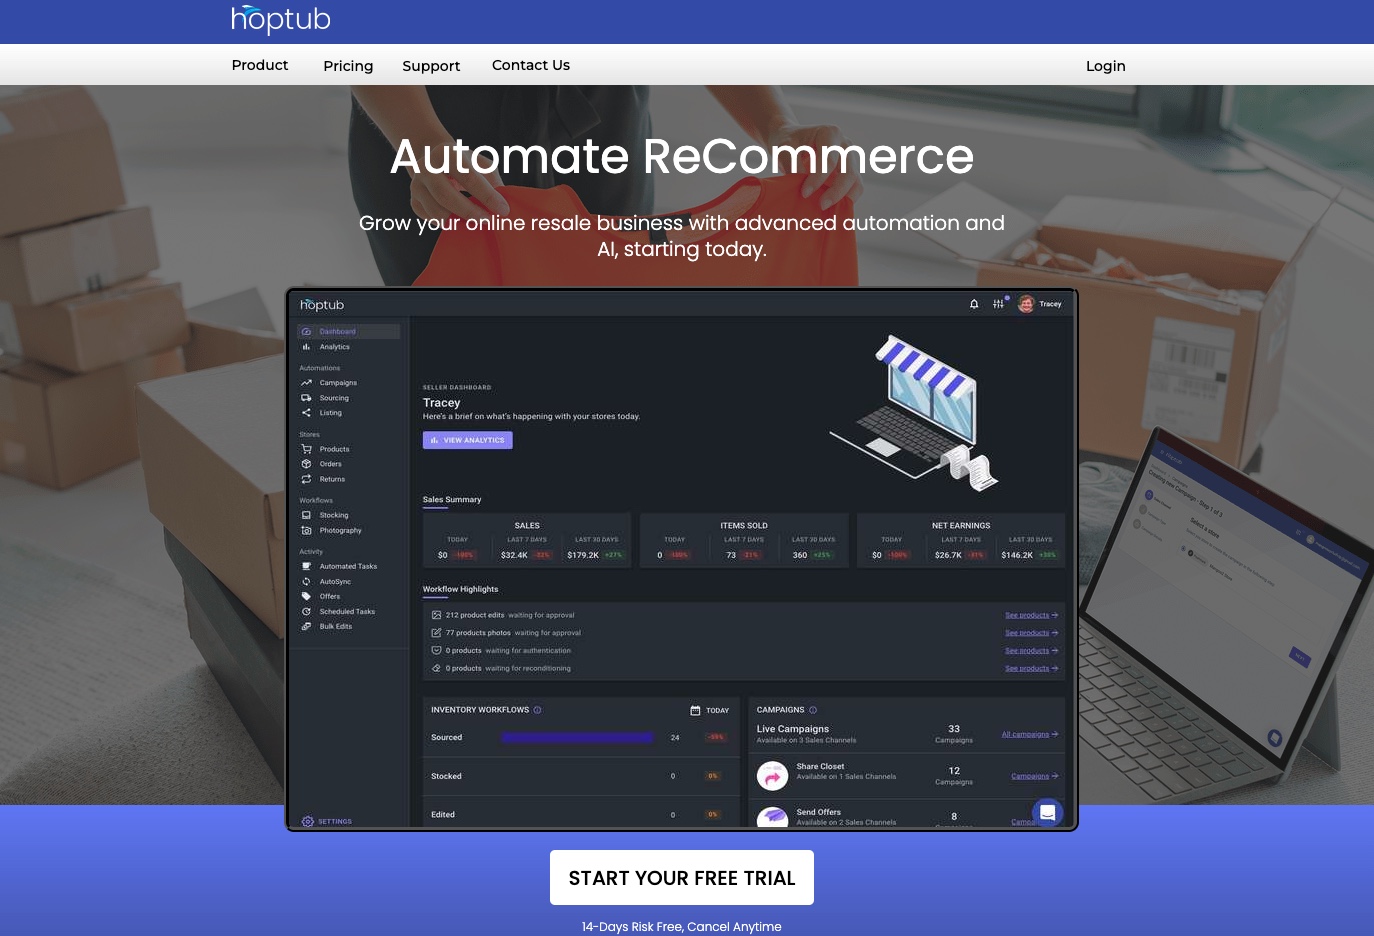 hoptub
Product
Pricing
Support
Contact Us
Login
Automate ReCommerce
Grow your online resale business with advanced automation and
AI, starting today.
hoptub
Tracey
Dashboard
Analytics
Automations
Campaigns
Sourcing
Listing
Stores
Products
Orders
Returns
Workflows
Stocking
Photography
Activity
Automated Tasks
AutoSync
Offers
Scheduled Tasks
Bulk Edits
SETTINGS
SELLER DASHBOARD
Tracey
Here's a brief on what's happening with your stores today.
VIEW ANALYTICS
Sales Summary
SALES
TODAY LAST 7 DAYS LAST 30 DAYS
$0 -100% $32.4K -32% $179.2K +27%
ITEMS SOLD
TODAY LAST 7 DAYS LAST 30 DAYS
0 -100% 73 -21% 360 +25%
NET EARNINGS
TODAY LAST 7 DAYS LAST 30 DAYS
$0 -100% $26.7K -31% $146.2K +30%
Workflow Highlights
212 product edits waiting for approval See products
77 products photos waiting for approval See products
0 products waiting for authentication See products
0 products waiting for reconditioning See products
INVENTORY WORKFLOWS TODAY
Sourced 24
Stocked 0 0%
Edited 0 0%
CAMPAIGNS
Live Campaigns
Available on 3 Sales Channels
33
Campaigns
All campaigns
Share Closet
Available on 1 Sales Channels
12
Campaigns
Campaigns
Send Offers
Available on 2 Sales Channels
8
Creating new Campaign - Step 1 of 3
Select a store
START YOUR FREE TRIAL
14-Days Risk Free, Cancel Anytime